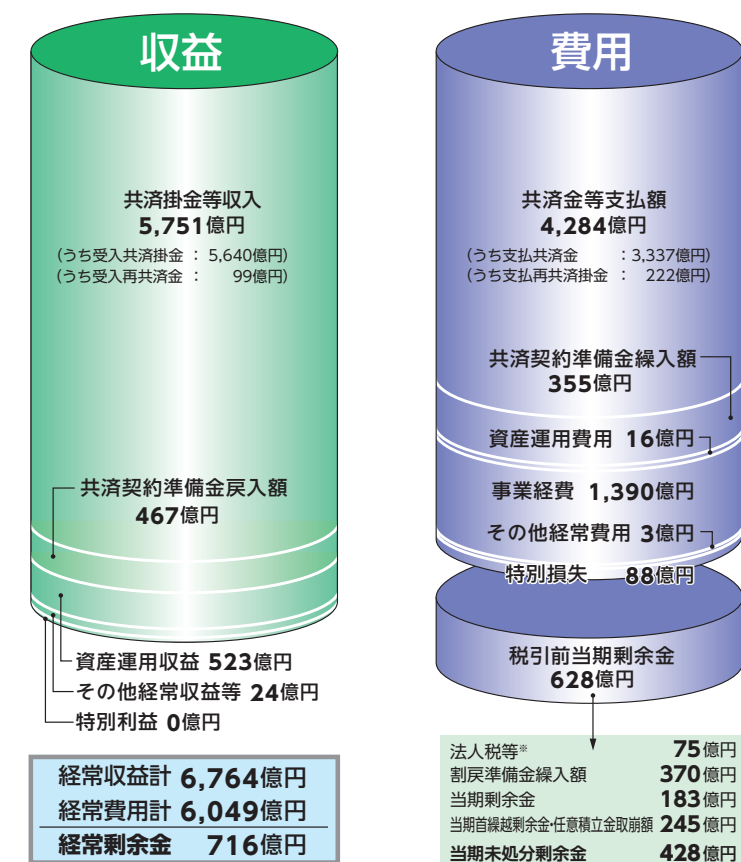 収益
共済掛金等収入
5,751億円
(うち受入共済掛金 : 5,640億円)
(うち受入再共済金 : 99億円)
共済契約準備金戻入額
467億円
資産運用収益 523億円
その他経常収益等 24億円
特別利益 0億円
経常収益計 6,764億円
経常費用計 6,049億円
経常剰余金 716億円
費用
共済金等支払額
4,284億円
(うち支払共済金 : 3,337億円)
(うち支払再共済掛金 : 222億円)
共済契約準備金繰入額
355億円
資産運用費用 16億円
事業経費 1,390億円
その他経常費用 3億円
特別損失 88億円
税引前当期剰余金
628億円
法人税等※ 75億円
割戻準備金繰入額 370億円
当期剰余金 183億円
当期首繰越剰余金・任意積立金取崩額 245億円
当期未処分剰余金 428億円